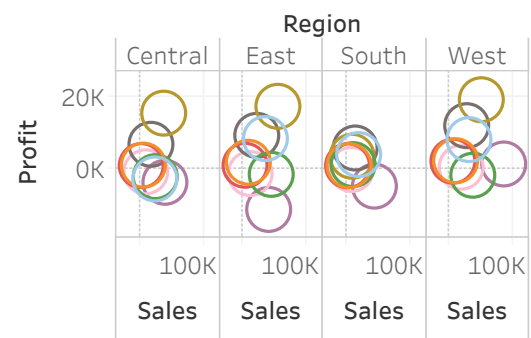 Region
Central East South West
20K
Profit
0K
100K 100K 100K 100K
Sales Sales Sales Sales